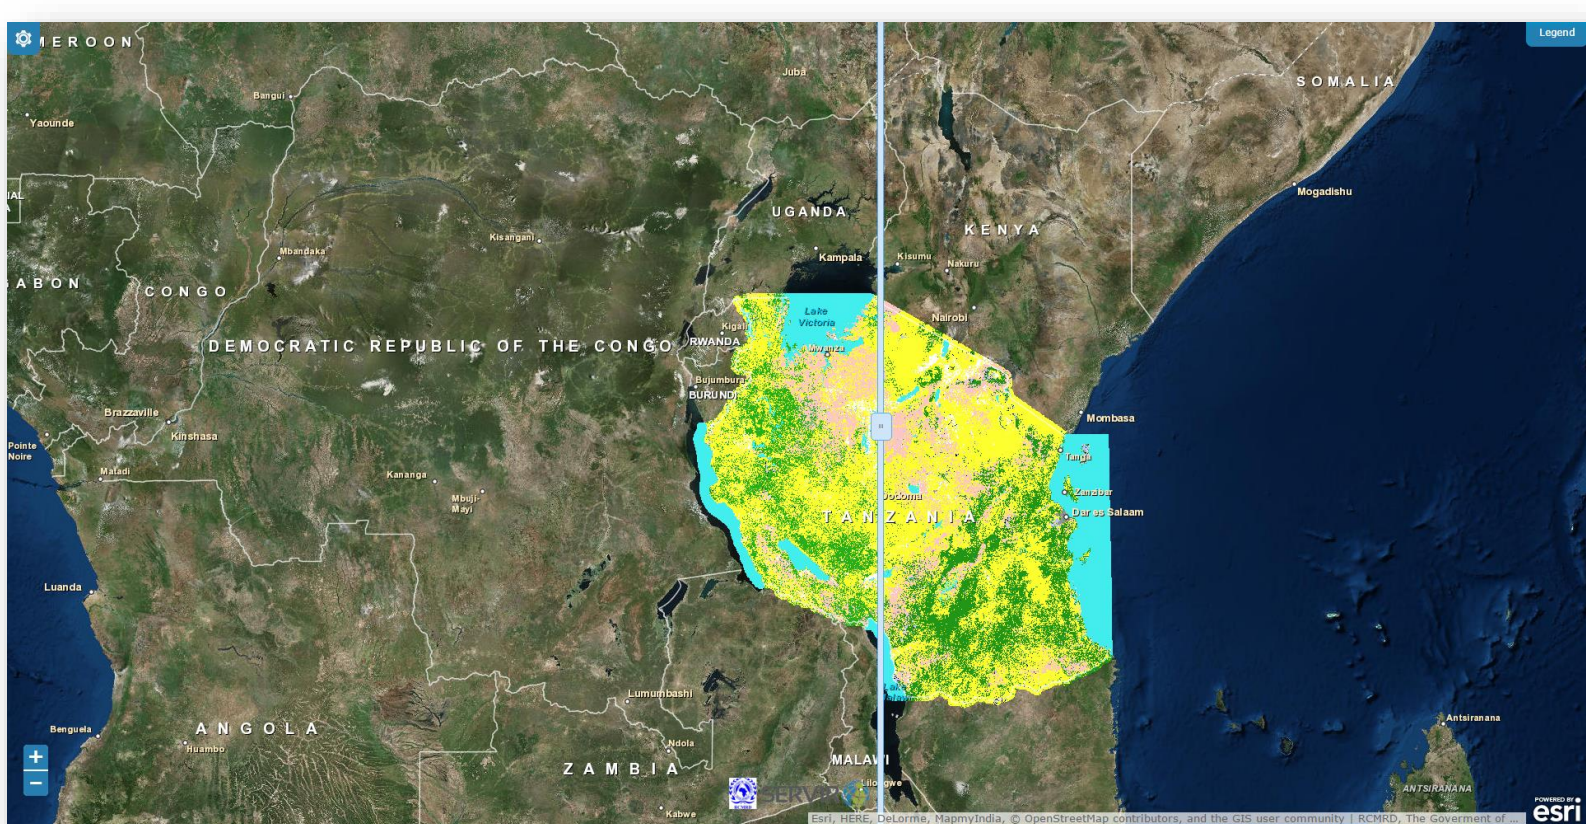 MEROON
Legend
Juba
SOMALIA
Bangui
Yaounde
Mogadishu
UGANDA
KENYA
Kisangani
Mbandaka
Kampala
Kisumu
Nakuru
ABON
CONGO
Lake
Victoria
Nairobi
Kigali
RWANDA
DEMOCRATIC REPUBLIC OF THE CONGO
Mwanza
Bujumbura
BURUNDI
Brazzaville
Mombasa
Kinshasa
Pointe
Noire
Tanga
Matadi
Kananga
Mbuji-
Mayi
Dodoma
Zanzibar
TANZANIA
Dar es Salaam
Luanda
Lumumbashi
Lake
Antsiranana
Benguela
ANGOLA
Huambo
Ndola
ZAMBIA
MALAWI
+
−
Lilongwe
RCMRD
SERVIR
ANTSIRANANA
Kabwe
POWERED BY
esri
Esri, HERE, DeLorme, MapmyIndia, © OpenStreetMap contributors, and the GIS user community | RCMRD, The Goverment of ...